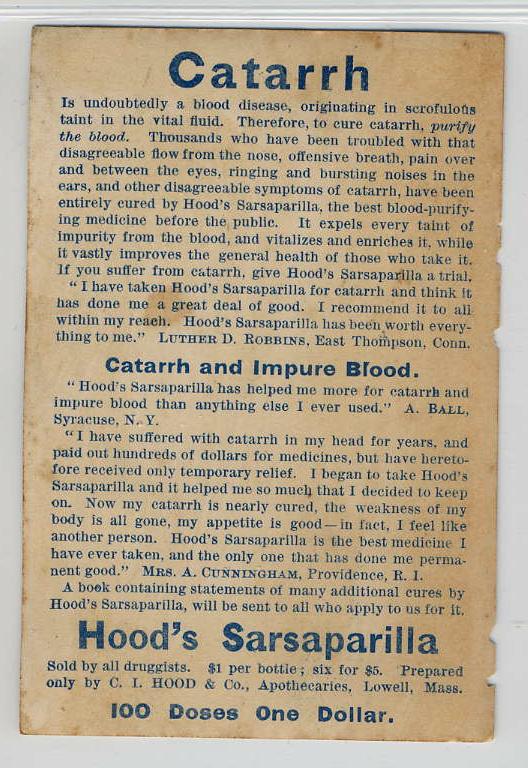 Catarrh
Is undoubtedly a blood disease, originating in scrofulous
taint in the vital fluid. Therefore, to cure catarrh, purify
the blood. Thousands who have been troubled with that
disagreeable flow from the nose, offensive breath, pain over
and between the eyes, ringing and bursting noises in the
ears, and other disagreeable symptoms of catarrh, have been
entirely cured by Hood's Sarsaparilla, the best blood-purify-
ing medicine before the public. It expels every taint of
impurity from the blood, and vitalizes and enriches it, while
it vastly improves the general health of those who take it.
If you suffer from catarrh, give Hood's Sarsaparilla a trial.
"I have taken Hood's Sarsaparilla for catarrh and think it
has done me a great deal of good. I recommend it to all
within my reach. Hood's Sarsaparilla has been worth every-
thing to me." LUTHER D. ROBBINS, East Thompson, Conn.
Catarrh and Impure Blood.
"Hood's Sarsaparilla has helped me more for catarrh and
impure blood than anything else I ever used." A. BALL,
Syracuse, N. Y.
"I have suffered with catarrh in my head for years, and
paid out hundreds of dollars for medicines, but have hereto-
fore received only temporary relief. I began to take Hood's
Sarsaparilla and it helped me so much that I decided to keep
on. Now my catarrh is nearly cured, the weakness of my
body is all gone, my appetite is good—in fact, I feel like
another person. Hood's Sarsaparilla is the best medicine I
have ever taken, and the only one that has done me perma-
nent good." MRS. A. CUNNINGHAM, Providence, R. I.
A book containing statements of many additional cures by
Hood's Sarsaparilla, will be sent to all who apply to us for it.
Hood's Sarsaparilla
Sold by all druggists. $1 per bottle; six for $5. Prepared
only by C. I. HOOD & Co., Apothecaries, Lowell, Mass.
100 Doses One Dollar.